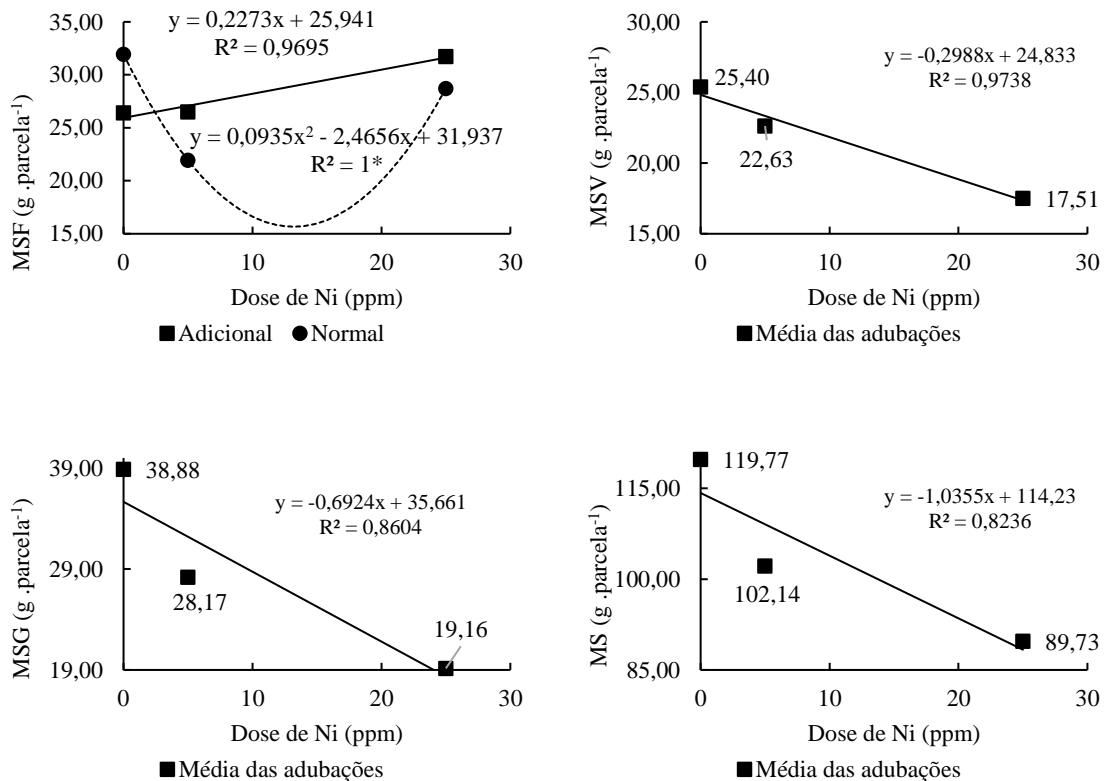 y = 0,2273x + 25,941
R² = 0,9695
y = 0,0935x² - 2,4656x + 31,937
R² = 1*
15,00
20,00
25,00
30,00
35,00
0
10
20
30
MSF (g .parcela⁻¹)
Dose de Ni (ppm)
Adicional
Normal
y = -0,2988x + 24,833
R² = 0,9738
25,40
22,63
17,51
15,00
20,00
25,00
30,00
0
10
20
30
MSV (g .parcela⁻¹)
Dose de Ni (ppm)
Média das adubações
38,88
28,17
19,16
y = -0,6924x + 35,661
R² = 0,8604
19,00
29,00
39,00
0
10
20
30
MSG (g .parcela⁻¹)
Dose de Ni (ppm)
Média das adubações
119,77
102,14
89,73
y = -1,0355x + 114,23
R² = 0,8236
85,00
100,00
115,00
0
10
20
30
MS (g .parcela⁻¹)
Dose de Ni (ppm)
Média das adubações